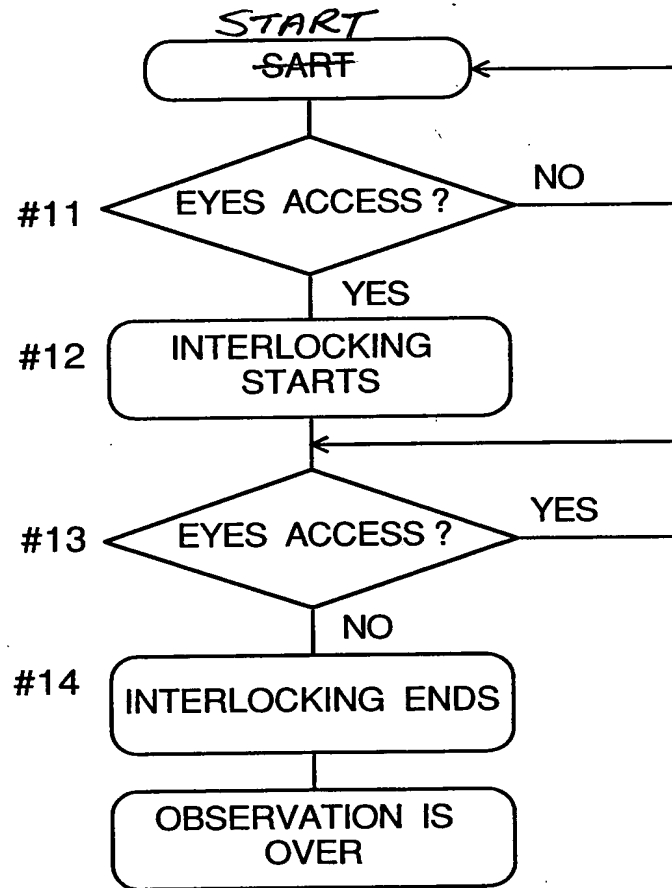 START
SART
EYES ACCESS ?
NO
#11
YES
#12
INTERLOCKING
STARTS
EYES ACCESS ?
YES
#13
NO
#14
INTERLOCKING ENDS
OBSERVATION IS
OVER